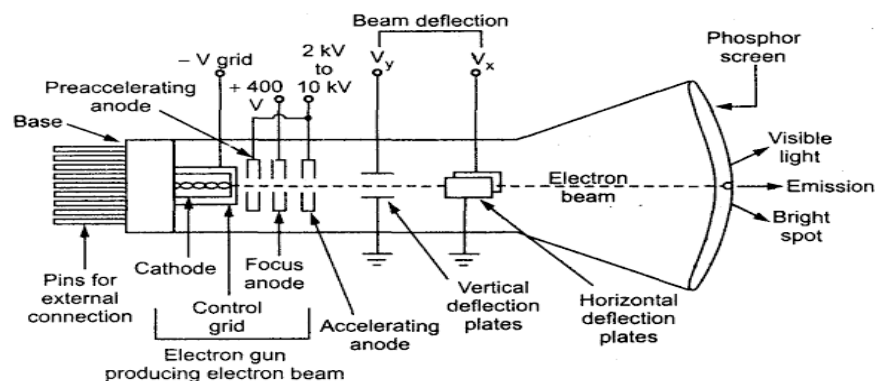 Beam deflection
– V grid
+ 400
V
2 kV
to
10 kV
V y
V x
Phosphor
screen
Preaccelerating
anode
Base
Visible
light
Electron
beam
Emission
Bright
spot
Pins for
external
connection
Cathode
Control
grid
Focus
anode
Accelerating
anode
Vertical
deflection
plates
Horizontal
deflection
plates
Electron gun
producing electron beam